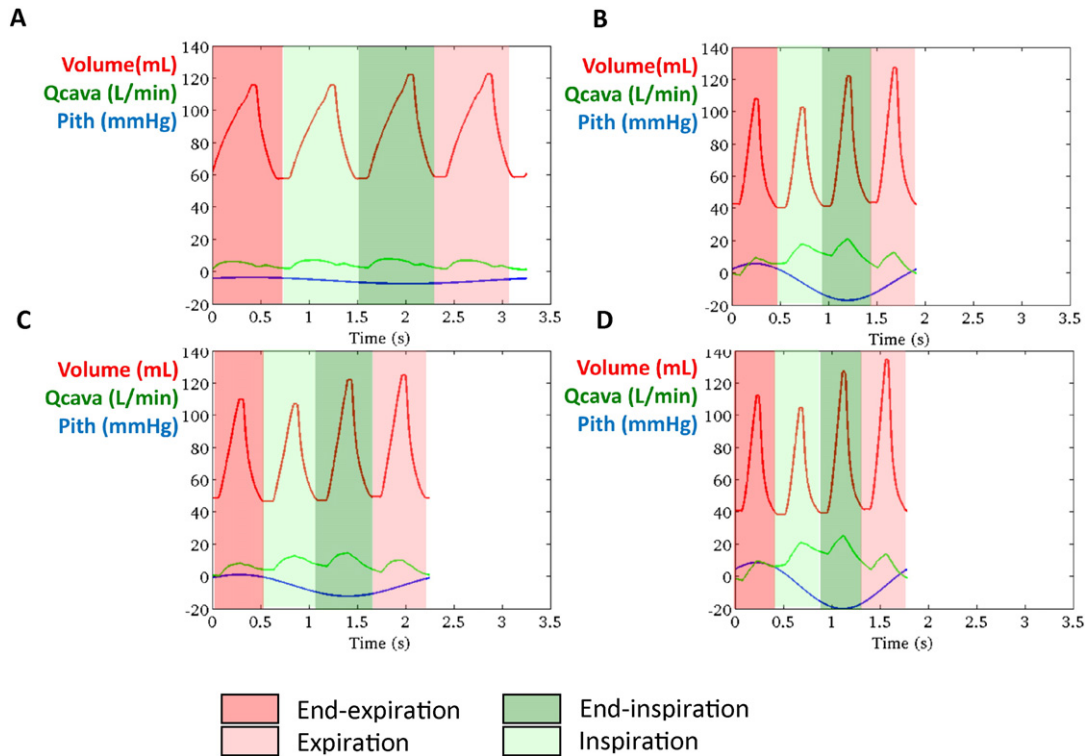 A
Volume(mL)
Qcava (L/min)
Pith (mmHg)
140
120
100
80
60
40
20
0
-20
0 0.5 1 1.5 2 2.5 3 3.5
Time (s)
B
Volume(mL)
Qcava (L/min)
Pith (mmHg)
140
120
100
80
60
40
20
0
-20
0 0.5 1 1.5 2 2.5 3 3.5
Time (s)
C
Volume (mL)
Qcava (L/min)
Pith (mmHg)
140
120
100
80
60
40
20
0
-20
0 0.5 1 1.5 2 2.5 3 3.5
Time (s)
D
Volume (mL)
Qcava (L/min)
Pith (mmHg)
140
120
100
80
60
40
20
0
-20
0 0.5 1 1.5 2 2.5 3 3.5
Time (s)
End-expiration
End-inspiration
Expiration
Inspiration